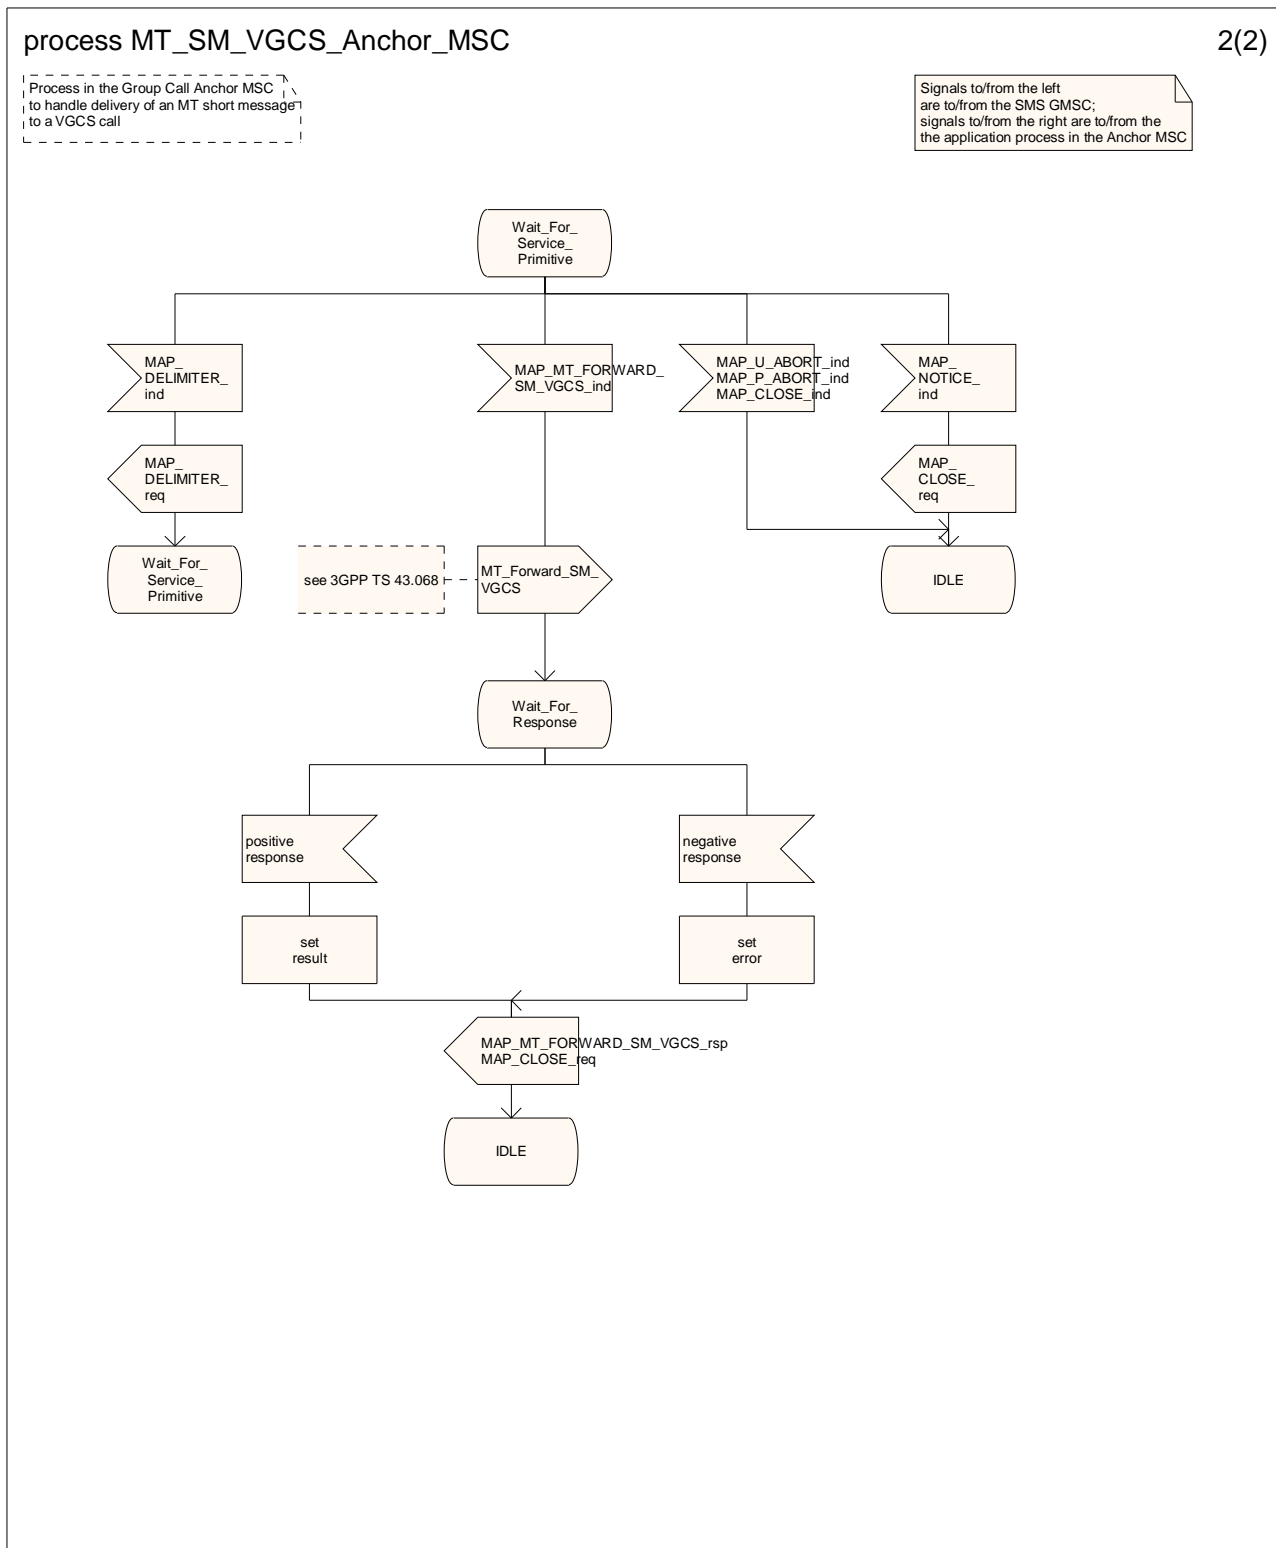 process MT_SM_VGCS_Anchor_MSC
2(2)
Process in the Group Call Anchor MSC
to handle delivery of an MT short message
to a VGCS call
Signals to/from the left
are to/from the SMS GMSC;
signals to/from the right are to/from the
the application process in the Anchor MSC
Wait_For_
Service_
Primitive
MAP_
DELIMITER_
ind
MAP_MT_FORWARD_
SM_VGCS_ind
MAP_U_ABORT_ind
MAP_P_ABORT_ind
MAP_CLOSE_ind
MAP_
NOTICE_
ind
MAP_
DELIMITER_
req
MAP_
CLOSE_
req
Wait_For_
Service_
Primitive
see 3GPP TS 43.068
MT_Forward_SM_
VGCS
IDLE
Wait_For_
Response
positive
response
negative
response
set
result
set
error
MAP_MT_FORWARD_SM_VGCS_rsp
MAP_CLOSE_req
IDLE